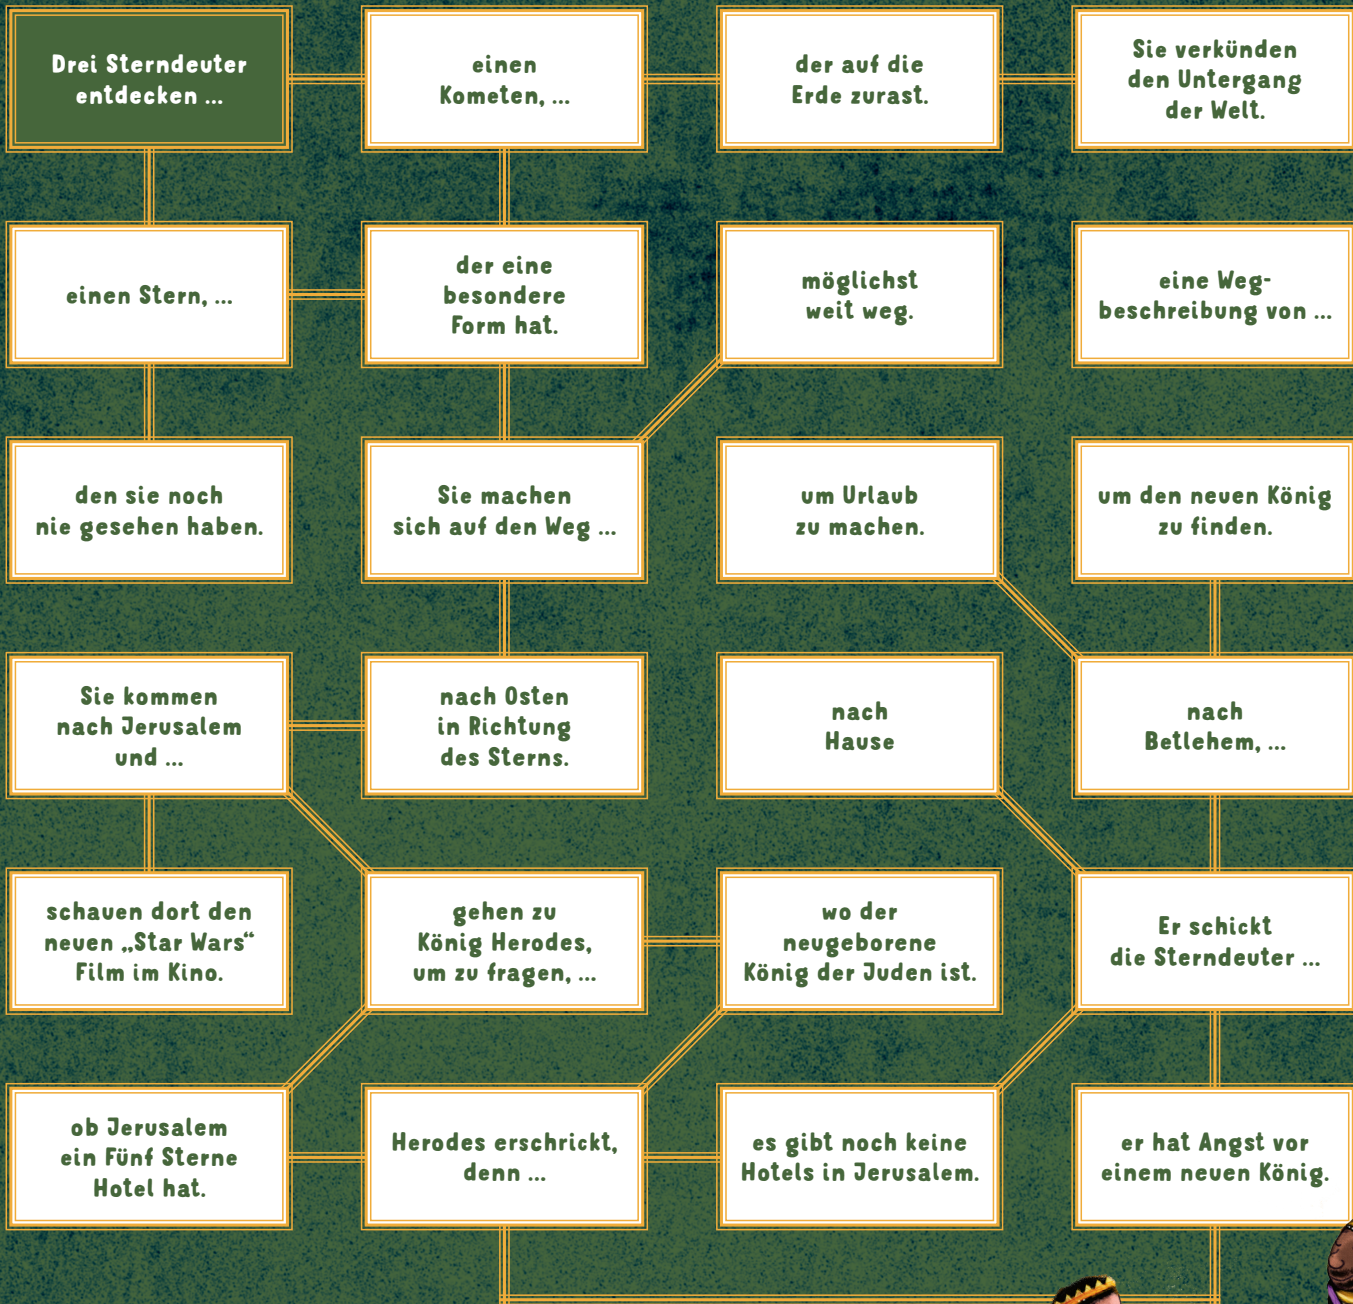 Drei Sterndeuter
entdecken ...
einen
Kometen, ...
der auf die
Erde zurast.
Sie verkünden
den Untergang
der Welt.
einen Stern, ...
der eine
besondere
Form hat.
möglichst
weit weg.
eine Weg-
beschreibung von ...
den sie noch
nie gesehen haben.
Sie machen
sich auf den Weg ...
um Urlaub
zu machen.
um den neuen König
zu finden.
Sie kommen
nach Jerusalem
und ...
nach Osten
in Richtung
des Sterns.
nach
Hause
nach
Betlehem, ...
schauen dort den
neuen „Star Wars“
Film im Kino.
gehen zu
König Herodes,
um zu fragen, ...
wo der
neugeborene
König der Juden ist.
Er schickt
die Sterndeuter ...
ob Jerusalem
ein Fünf Sterne
Hotel hat.
Herodes erschrickt,
denn ...
es gibt noch keine
Hotels in Jerusalem.
er hat Angst vor
einem neuen König.